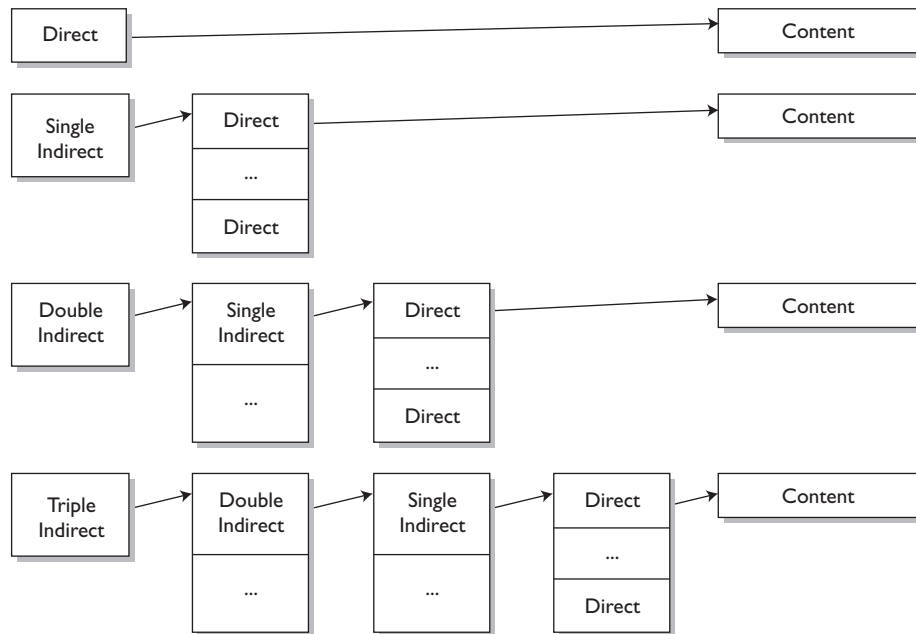 Direct
Content
Single
Indirect
Direct
...
Direct
Content
Double
Indirect
Single
Indirect
...
Direct
...
Direct
Content
Triple
Indirect
Double
Indirect
...
Single
Indirect
...
Direct
...
Direct
Content